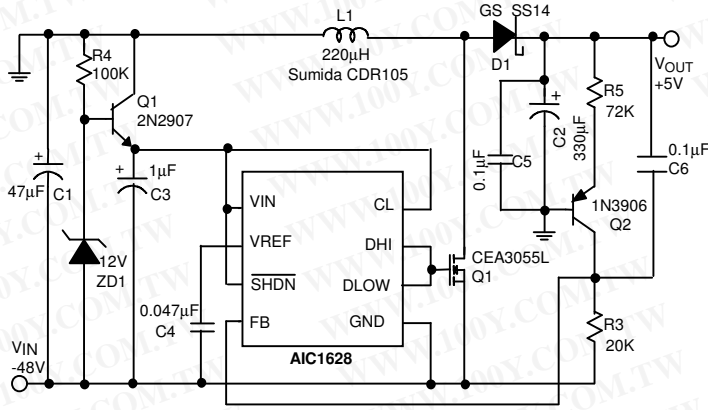 L1
220μH
Sumida CDR105
GS SS14
D1
VOUT
+5V
R4
100K
Q1
2N2907
47μF
C1
1μF
C3
12V
ZD1
0.047μF
C4
VIN
-48V
VIN
VREF
SHDN
FB
CL
DHI
DLOW
GND
AIC1628
CEA3055L
Q1
0.1μF
C5
C2
330μF
R5
72K
1N3906
Q2
0.1μF
C6
R3
20K
WWW.100Y.COM.TW